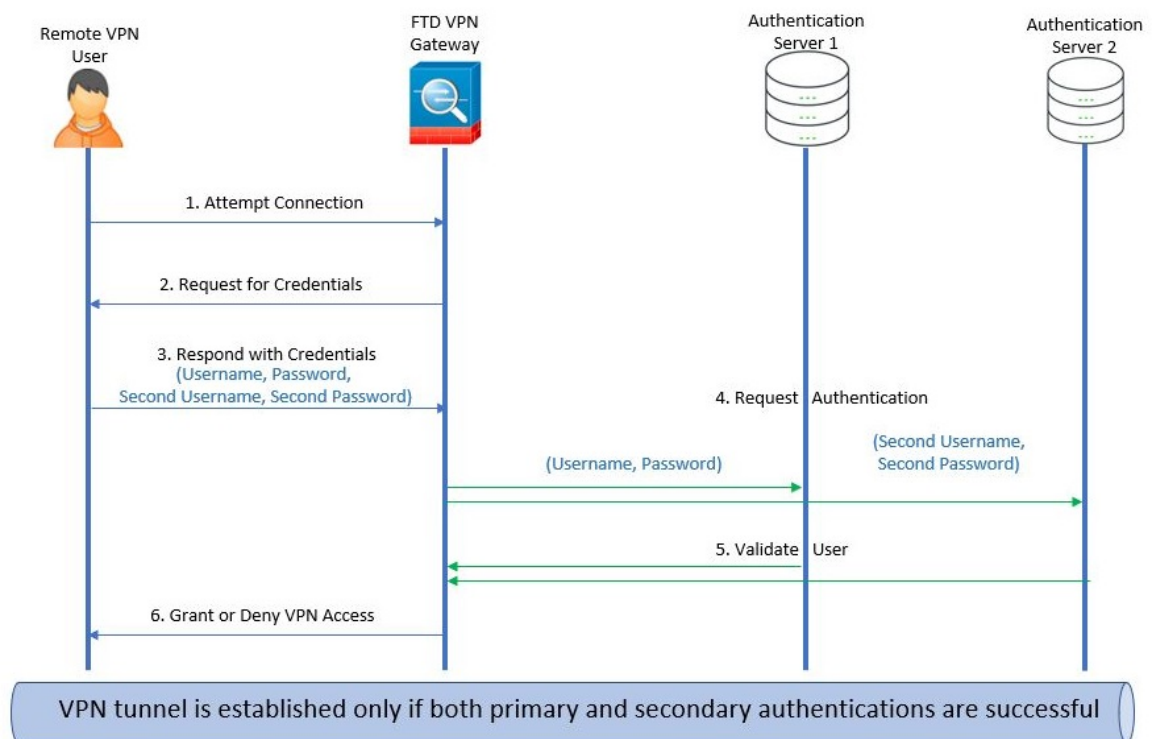 Remote VPN
User
FTD VPN
Gateway
Authentication
Server 1
Authentication
Server 2
1. Attempt Connection
2. Request for Credentials
3. Respond with Credentials
(Username, Password,
Second Username, Second Password)
4. Request Authentication
(Username, Password)
(Second Username,
Second Password)
5. Validate User
6. Grant or Deny VPN Access
VPN tunnel is established only if both primary and secondary authentications are successful